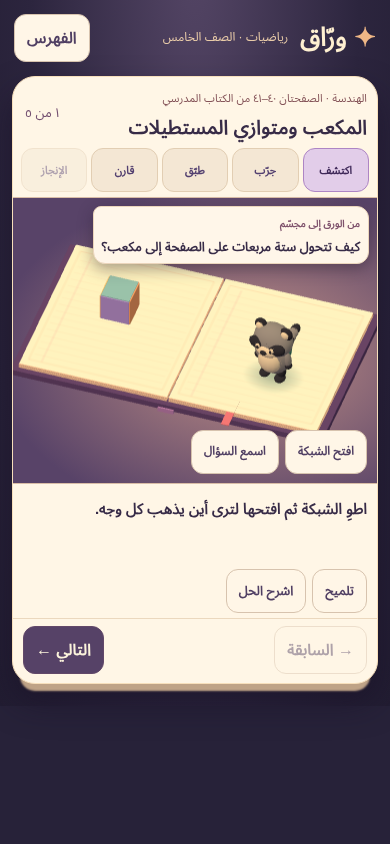 ورّاق
رياضيات · الصف الخامس
الفهرس
الهندسة · الصفحتان ٤٠–٤١ من الكتاب المدرسي
المكعب ومتوازي المستطيلات
١ من ٥
اكتشف
جرّب
طبّق
قارن
الإنجاز
من الورق إلى مجسّم
كيف تتحول ستة مربعات على الصفحة إلى مكعب؟
افتح الشبكة
اسمع السؤال
اطوِ الشبكة ثم افتحها لترى أين يذهب كل وجه.
تلميح
اشرح الحل
→ السابقة
التالي ←